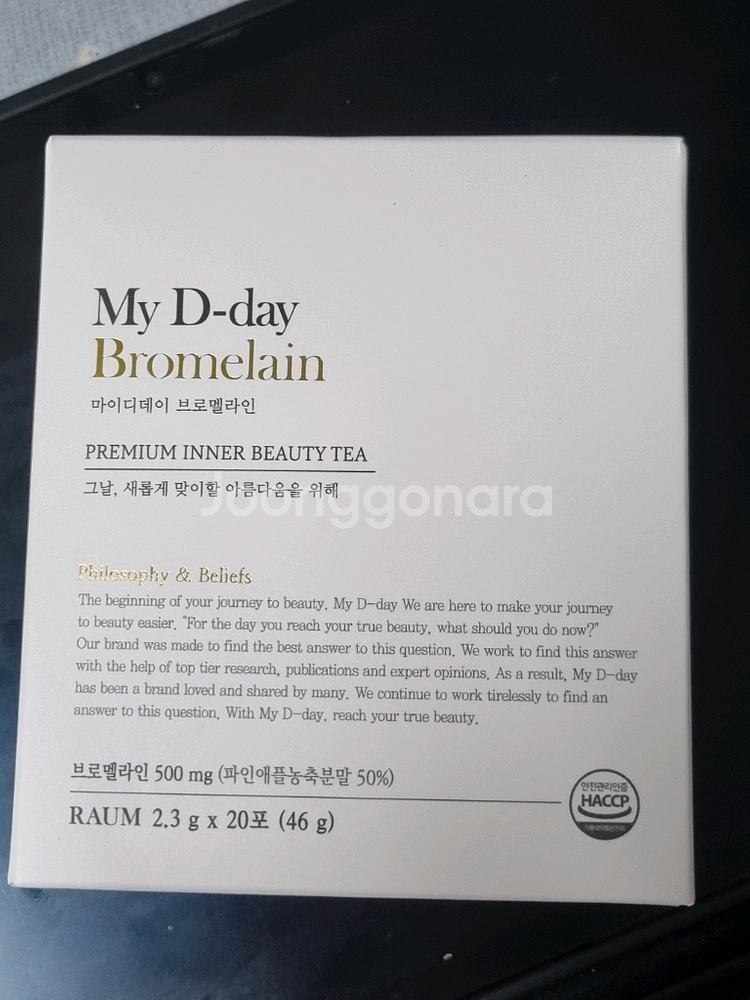 My D-day
Bromelain
마이디데이 브로멜라인
PREMIUM INNER BEAUTY TEA
그날, 새롭게 맞이할 아름다움을 위해
Joonggonara
Philosophy & Beliefs
The beginning of your journey to beauty, My D-day We are here to make your journey
to beauty easier. "For the day you reach your true beauty, what should you do now?"
Our brand was made to find the best answer to this question. We work to find this answer
with the help of top tier research, publications and expert opinions. As a result, My D-day
has been a brand loved and shared by many. We continue to work tirelessly to find an
answer to this question. With My D-day, reach your true beauty.
브로멜라인 500 mg (파인애플농축분말 50%)
안전관리인증
HACCP
RAUM 2.3 g x 20포 (46 g)